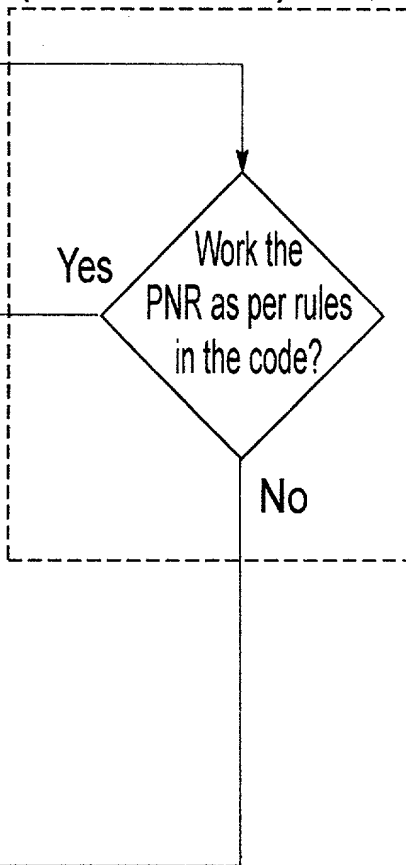 Yes
Work the
PNR as per rules
in the code?
No